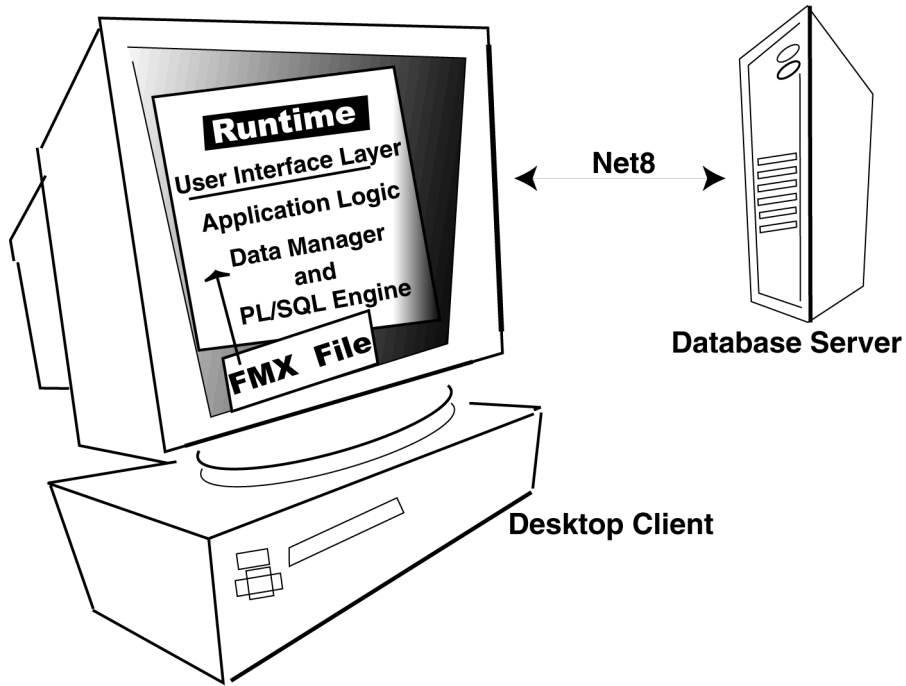 Runtime
User Interface Layer
Application Logic
Data Manager
and
PL/SQL Engine
FMX File
Net8
Database Server
Desktop Client